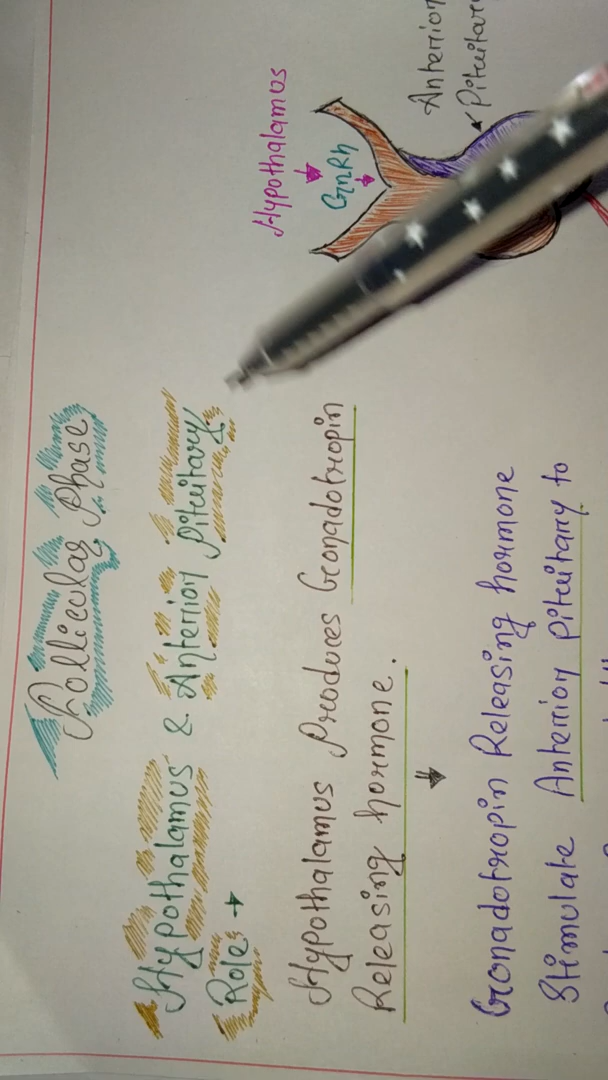 Follicular Phase
Hypothalamus & Anterior Pituitary
Role →
Hypothalamus Produces Gonadotropin
Releasing hormone.
Gonadotropin Releasing hormone
Stimulate Anterior pituitary to
Hypothalamus
GnRh
Anterior
Pituitary